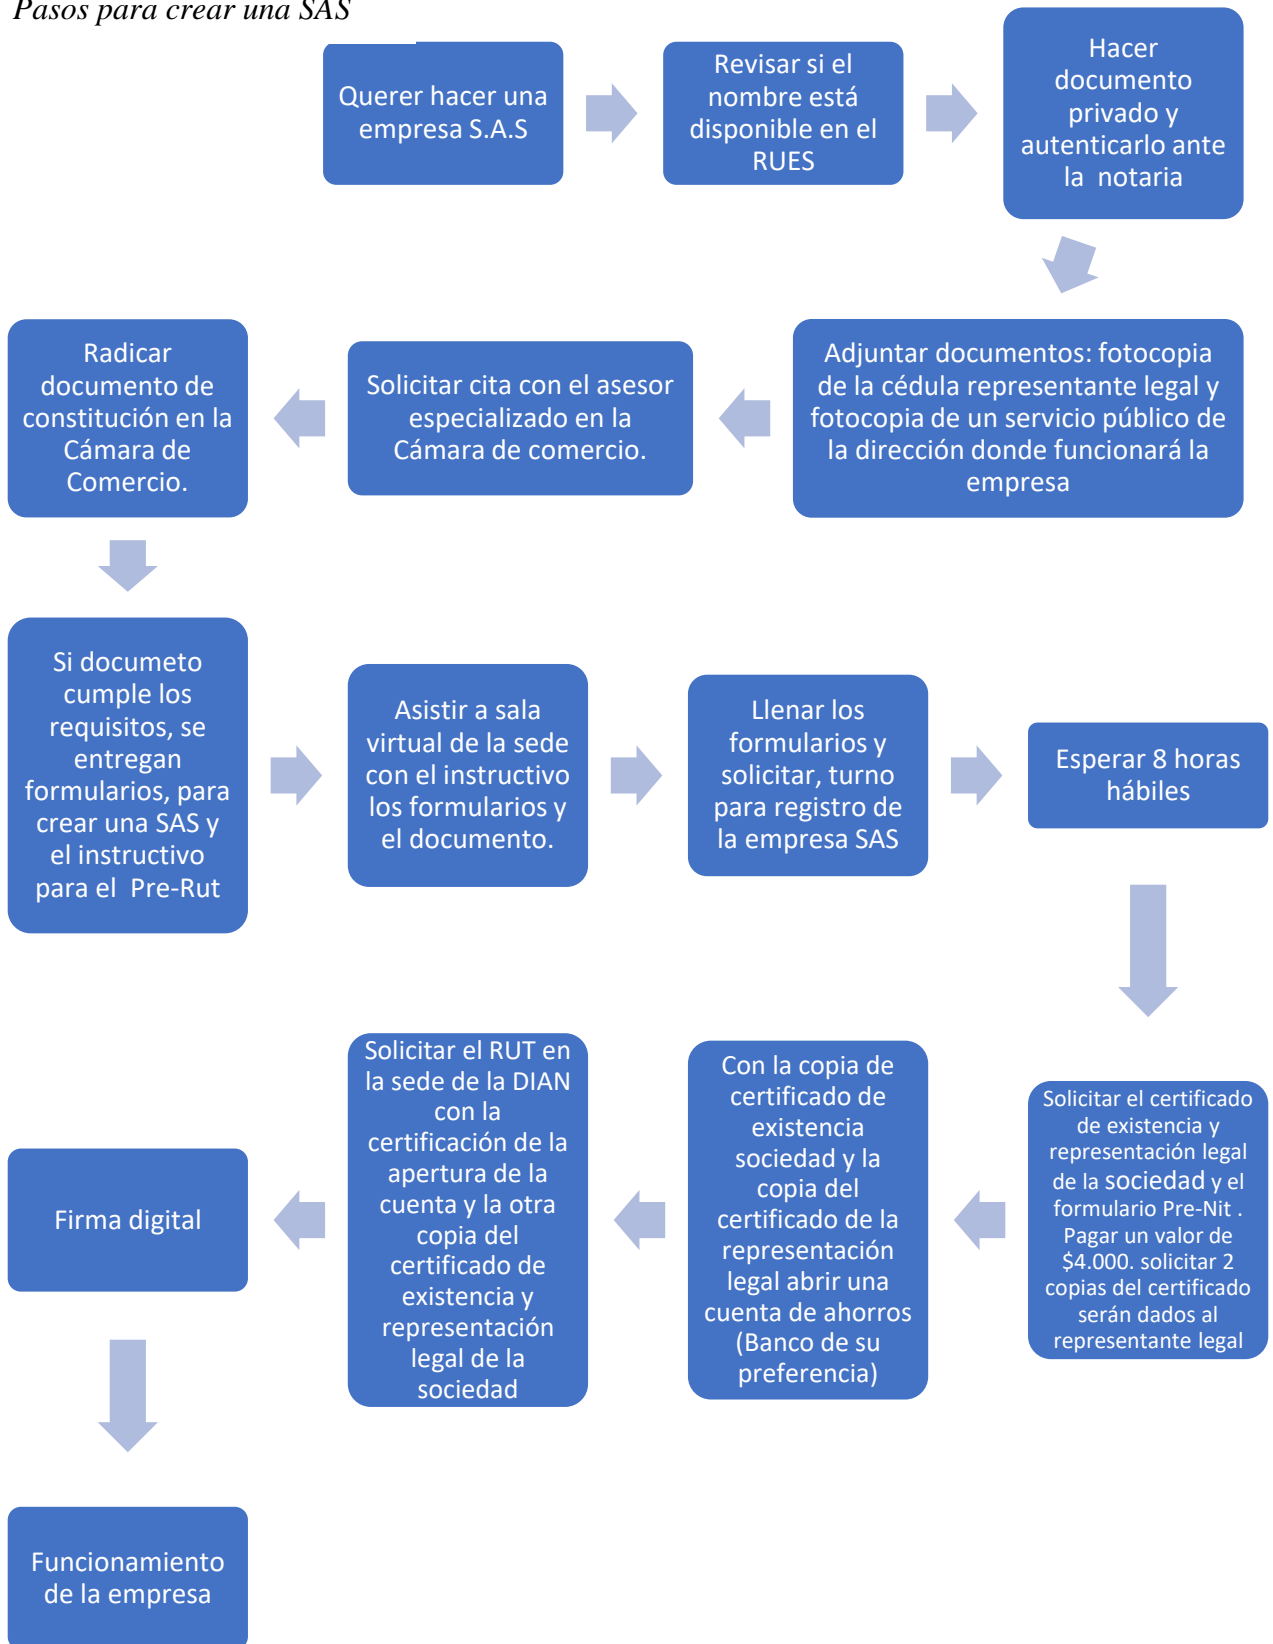 Pasos para crear una SAS
Querer hacer una
empresa S.A.S
Revisar si el
nombre está
disponible en el
RUES
Hacer
documento
privado y
autenticarlo ante
la notaria
Adjuntar documentos: fotocopia
de la cédula representante legal y
fotocopia de un servicio público de
la dirección donde funcionará la
empresa
Solicitar cita con el asesor
especializado en la
Cámara de comercio.
Radicar
documento de
constitución en la
Cámara de
Comercio.
Si documeto
cumple los
requisitos, se
entregan
formularios, para
crear una SAS y
el instructivo
para el Pre-Rut
Asistir a sala
virtual de la sede
con el instructivo
los formularios y
el documento.
Llenar los
formularios y
solicitar, turno
para registro de
la empresa SAS
Esperar 8 horas
hábiles
Solicitar el certificado
de existencia y
representación legal
de la sociedad y el
formulario Pre-Nit .
Pagar un valor de
$4.000. solicitar 2
copias del certificado
serán dados al
representante legal
Con la copia de
certificado de
existencia
sociedad y la
copia del
certificado de la
representación
legal abrir una
cuenta de ahorros
(Banco de su
preferencia)
Solicitar el RUT en
la sede de la DIAN
con la
certificación de la
apertura de la
cuenta y la otra
copia del
certificado de
existencia y
representación
legal de la
sociedad
Firma digital
Funcionamiento
de la empresa